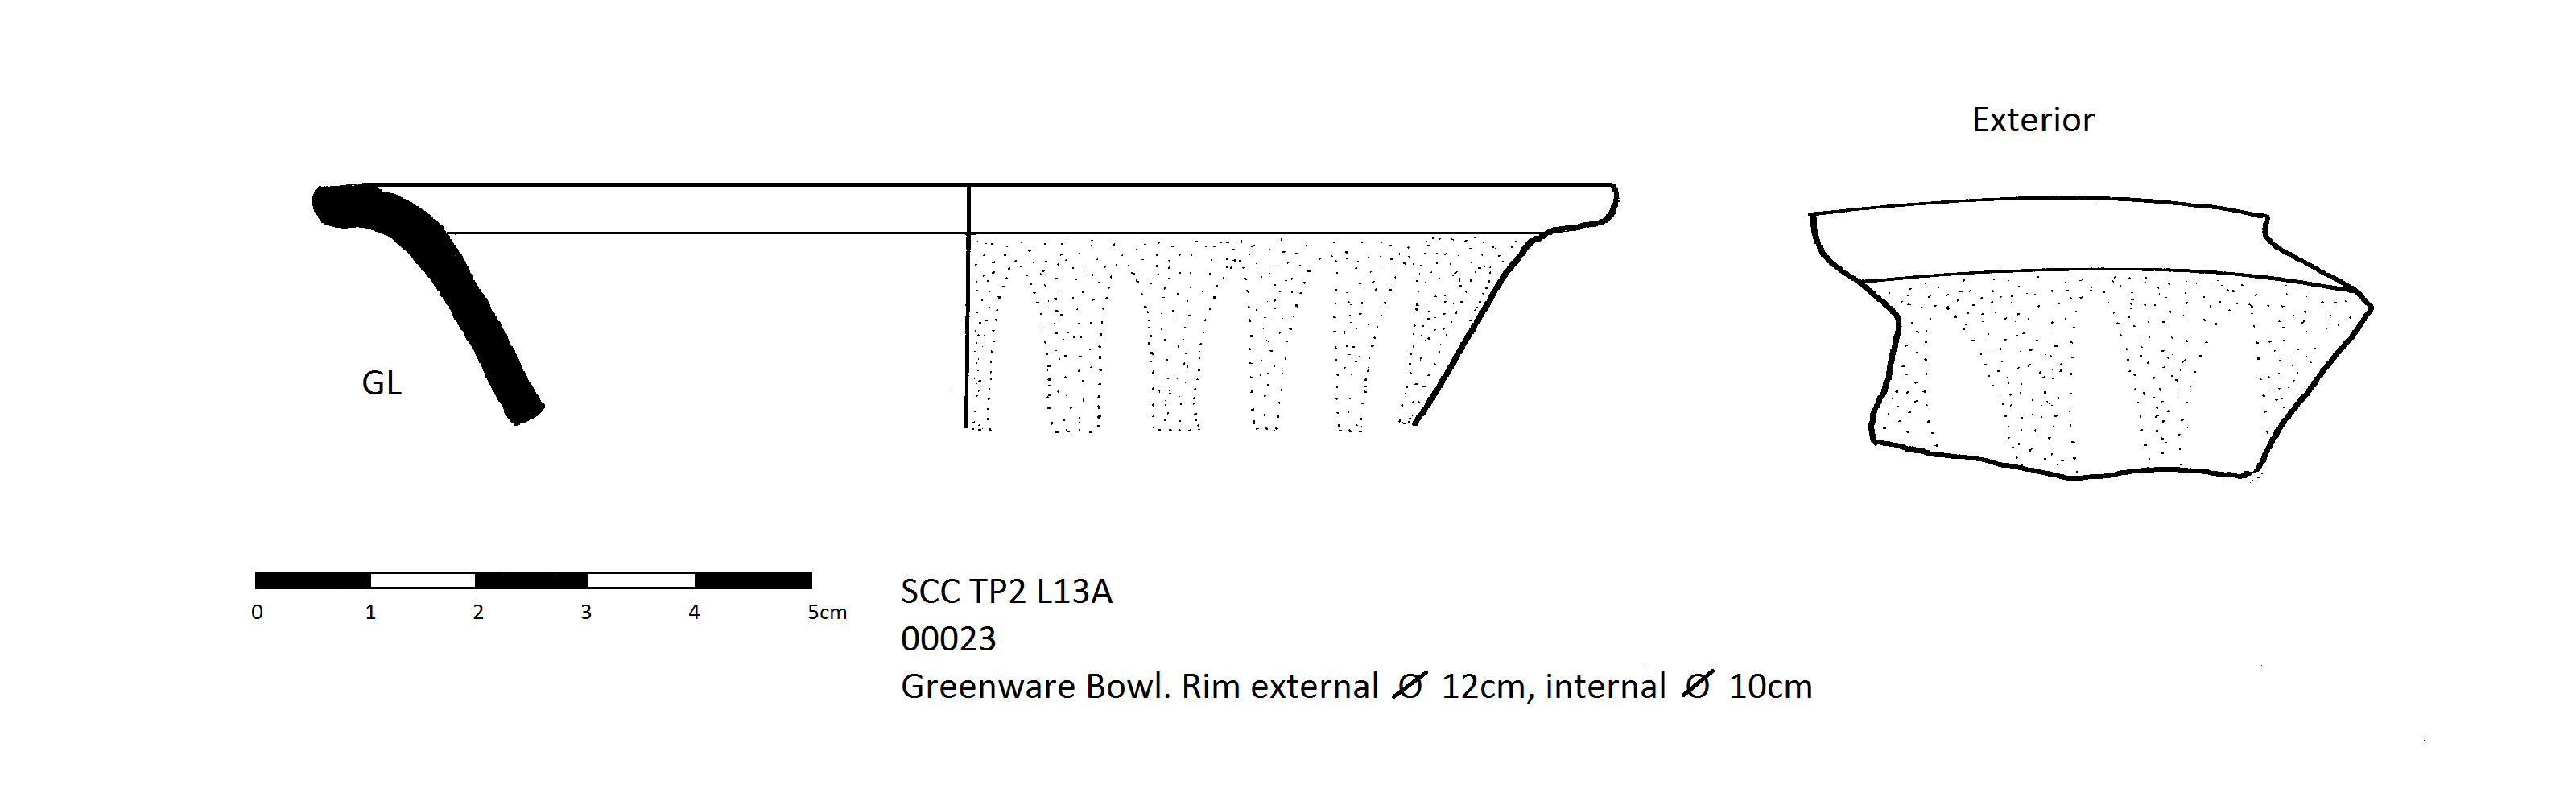 Exterior
GL
0 1 2 3 4 5cm
SCC TP2 L13A
00023
Greenware Bowl. Rim external Ø 12cm, internal Ø 10cm